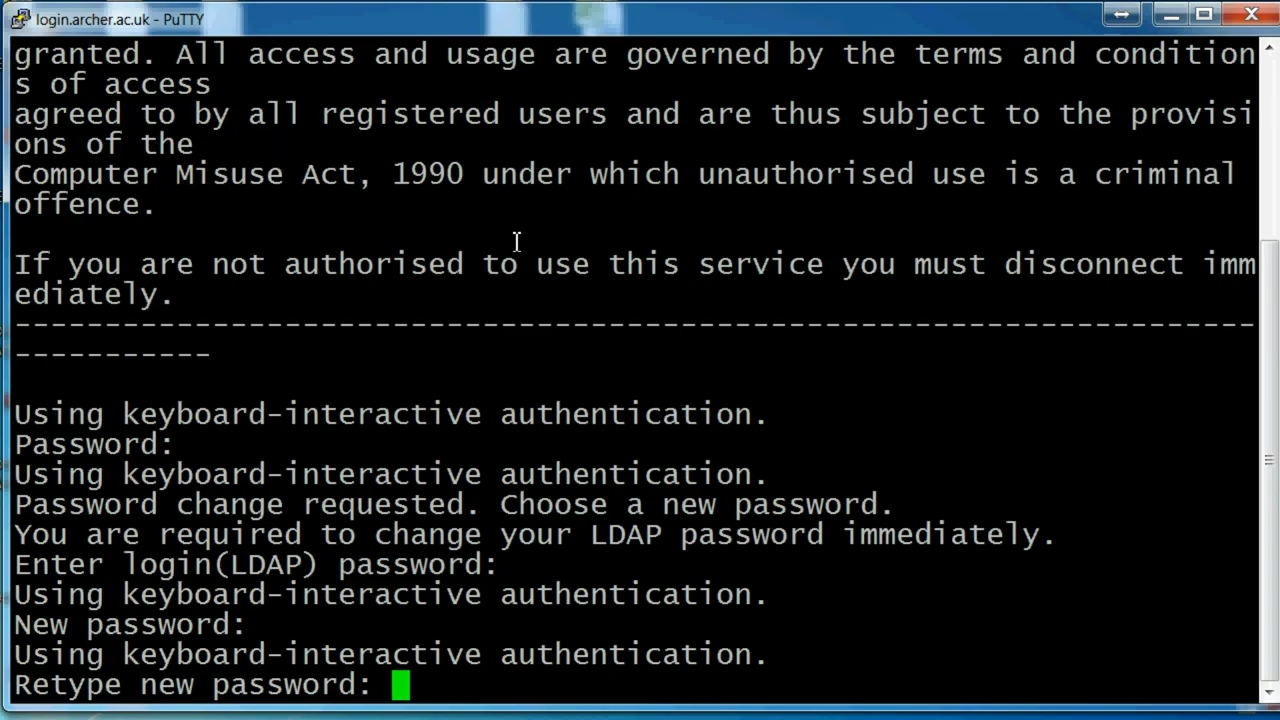 login.archer.ac.uk - PuTTY
granted. All access and usage are governed by the terms and condition
s of access
agreed to by all registered users and are thus subject to the provisi
ons of the
Computer Misuse Act, 1990 under which unauthorised use is a criminal
offence.
If you are not authorised to use this service you must disconnect imm
ediately.
---------------------------------------------------------------------
-----------
Using keyboard-interactive authentication.
Password:
Using keyboard-interactive authentication.
Password change requested. Choose a new password.
You are required to change your LDAP password immediately.
Enter login(LDAP) password:
Using keyboard-interactive authentication.
New password:
Using keyboard-interactive authentication.
Retype new password: